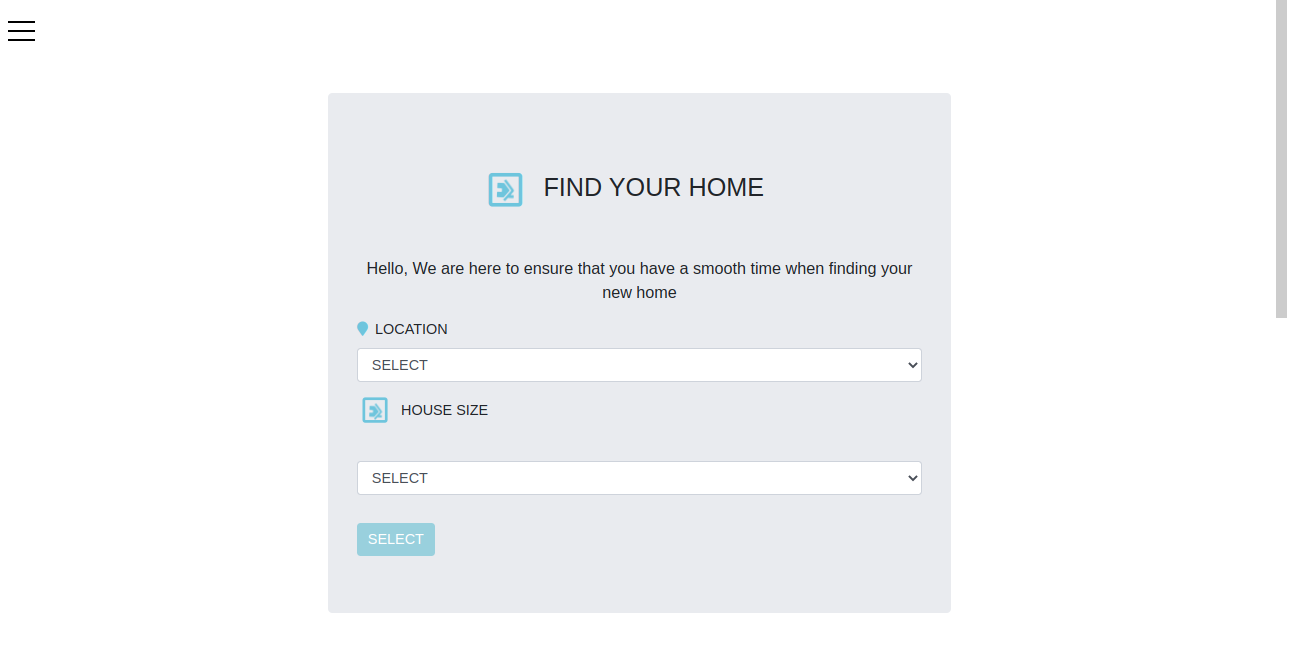 FIND YOUR HOME
Hello, We are here to ensure that you have a smooth time when finding your
new home
LOCATION
SELECT
HOUSE SIZE
SELECT
SELECT